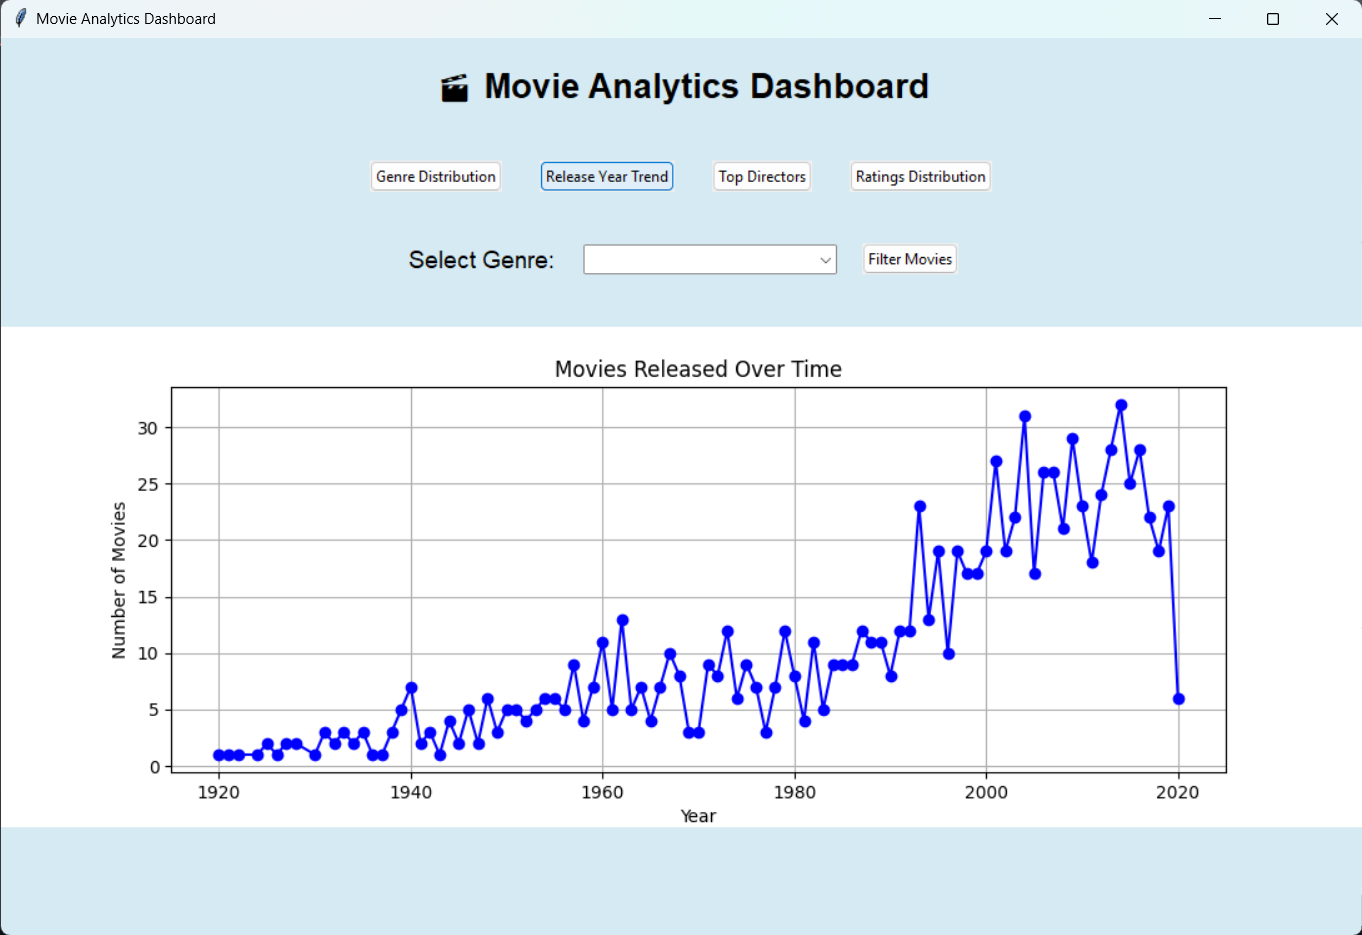 Movie Analytics Dashboard
🎬 Movie Analytics Dashboard
Genre Distribution Release Year Trend Top Directors Ratings Distribution
Select Genre: Filter Movies
Movies Released Over Time
30
25
20
15
10
5
0
Number of Movies
1920 1940 1960 1980 2000 2020
Year